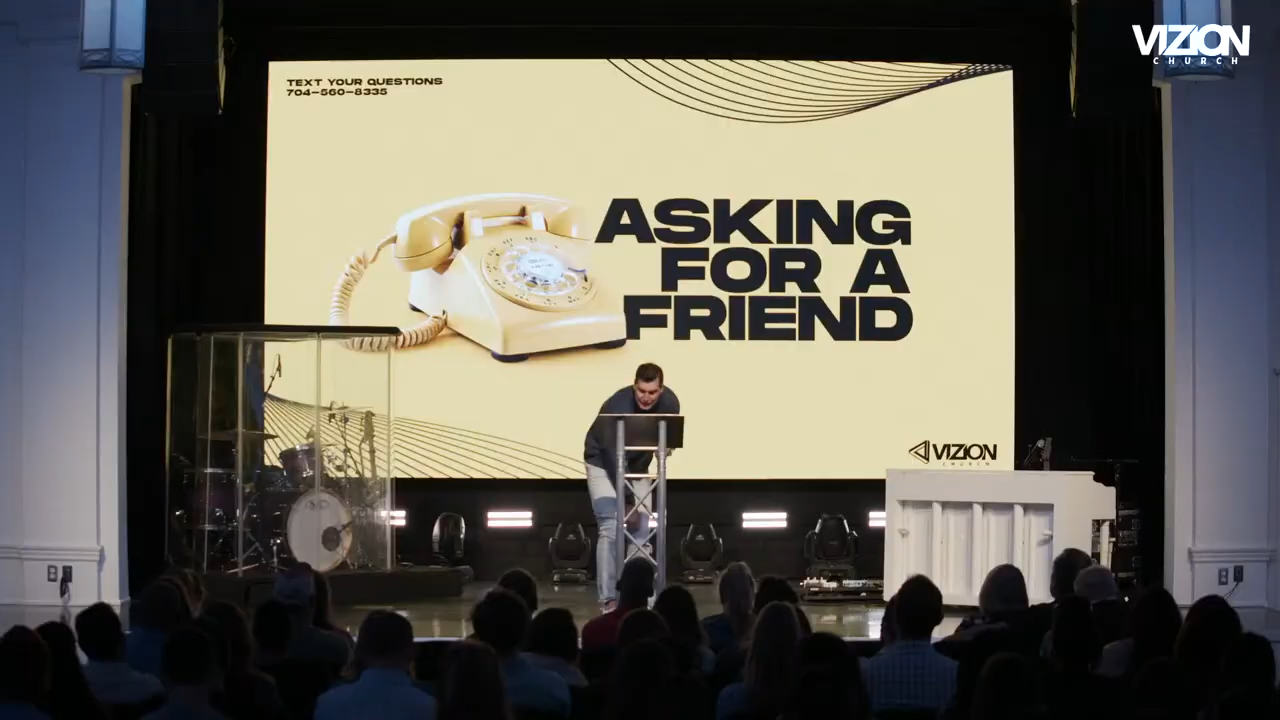 VIZION
CHURCH
TEXT YOUR QUESTIONS
704-560-8335
ASKING
FOR A
FRIEND
VIZION
CHURCH